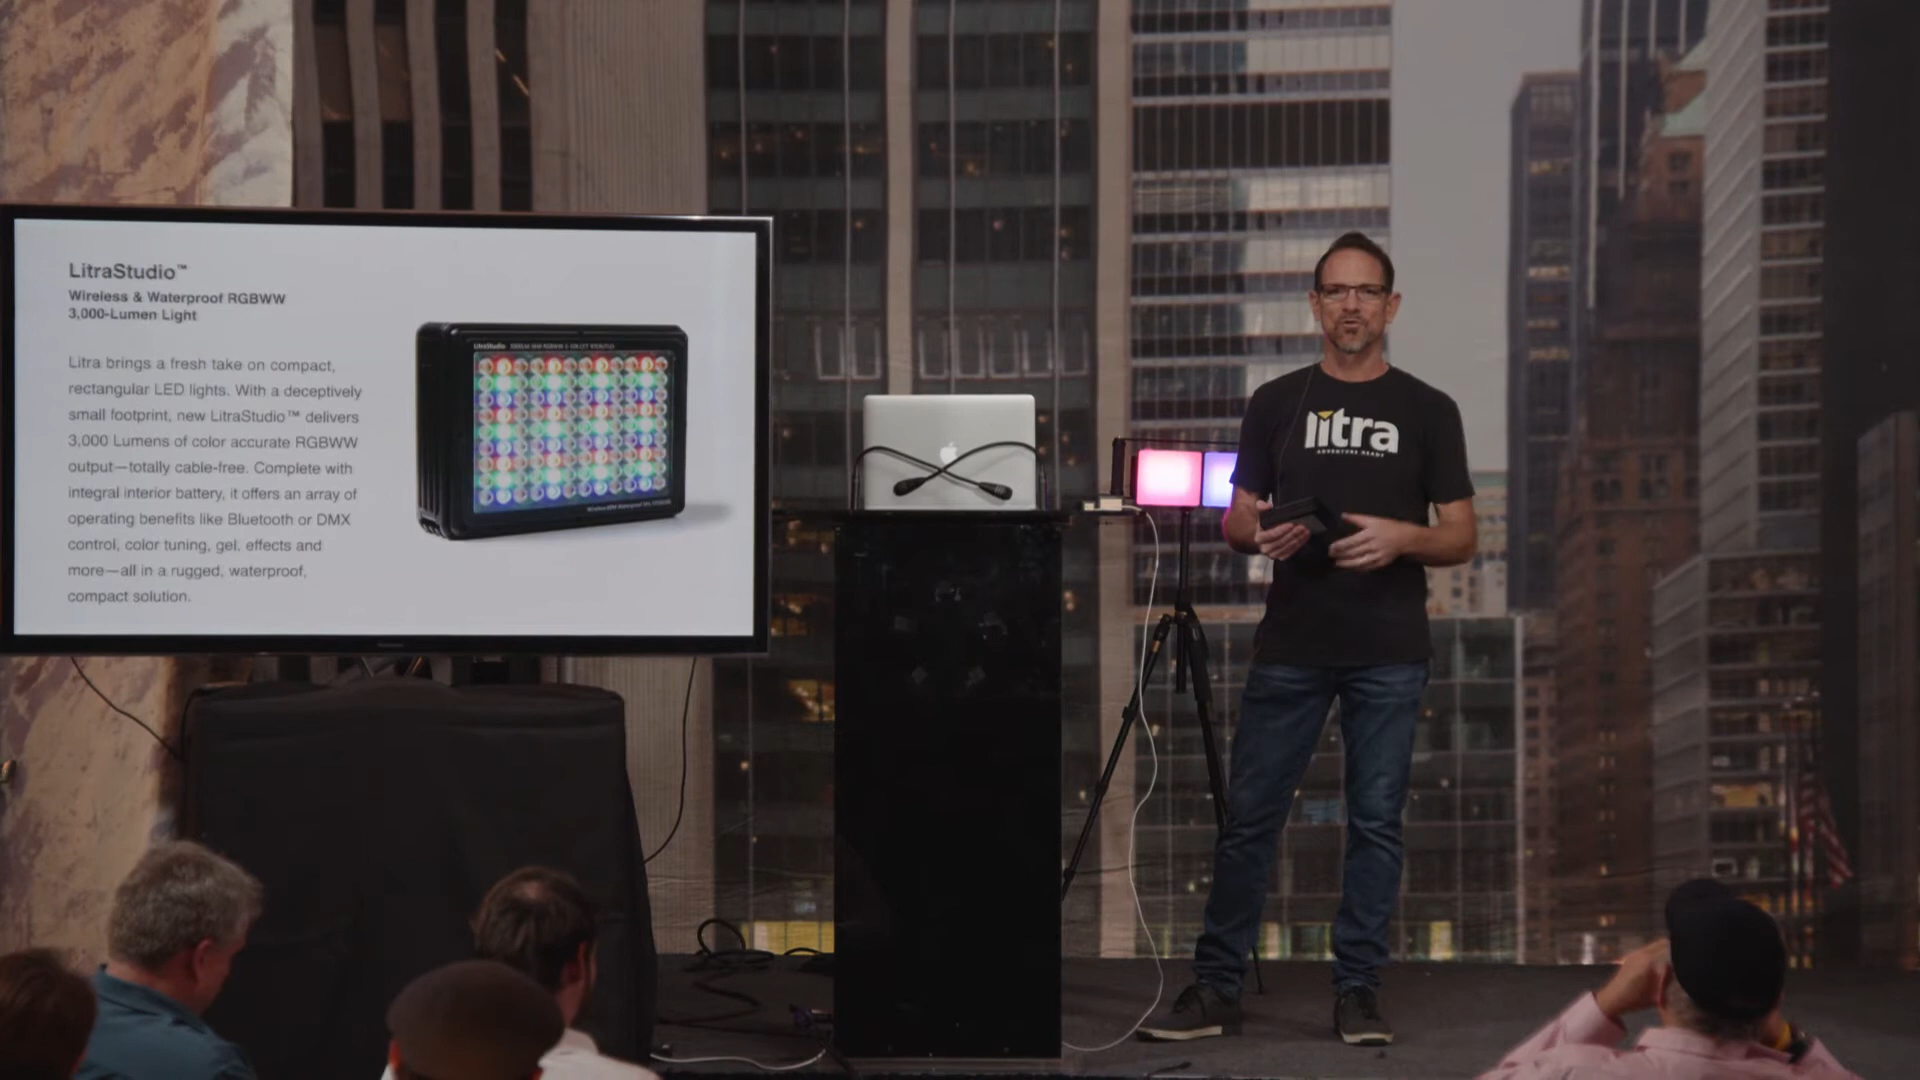 LitraStudio™
Wireless & Waterproof RGBWW
3,000-Lumen Light
Litra brings a fresh take on compact,
rectangular LED lights. With a deceptively
small footprint, new LitraStudio™ delivers
3,000 Lumens of color accurate RGBWW
output—totally cable-free. Complete with
integral interior battery, it offers an array of
operating benefits like Bluetooth or DMX
control, color tuning, gel, effects and
more—all in a rugged, waterproof,
compact solution.
LitraStudio
litra
ADVENTURE READY